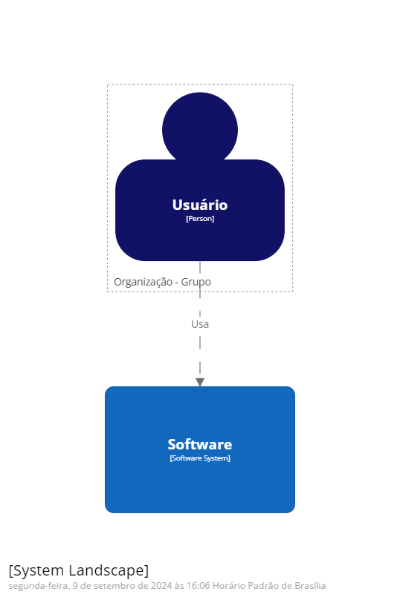 Usuário
[Person]
Organização - Grupo
Usa
Software
[Software System]
[System Landscape]
segunda-feira, 9 de setembro de 2024 às 16:06 Horário Padrão de Brasília